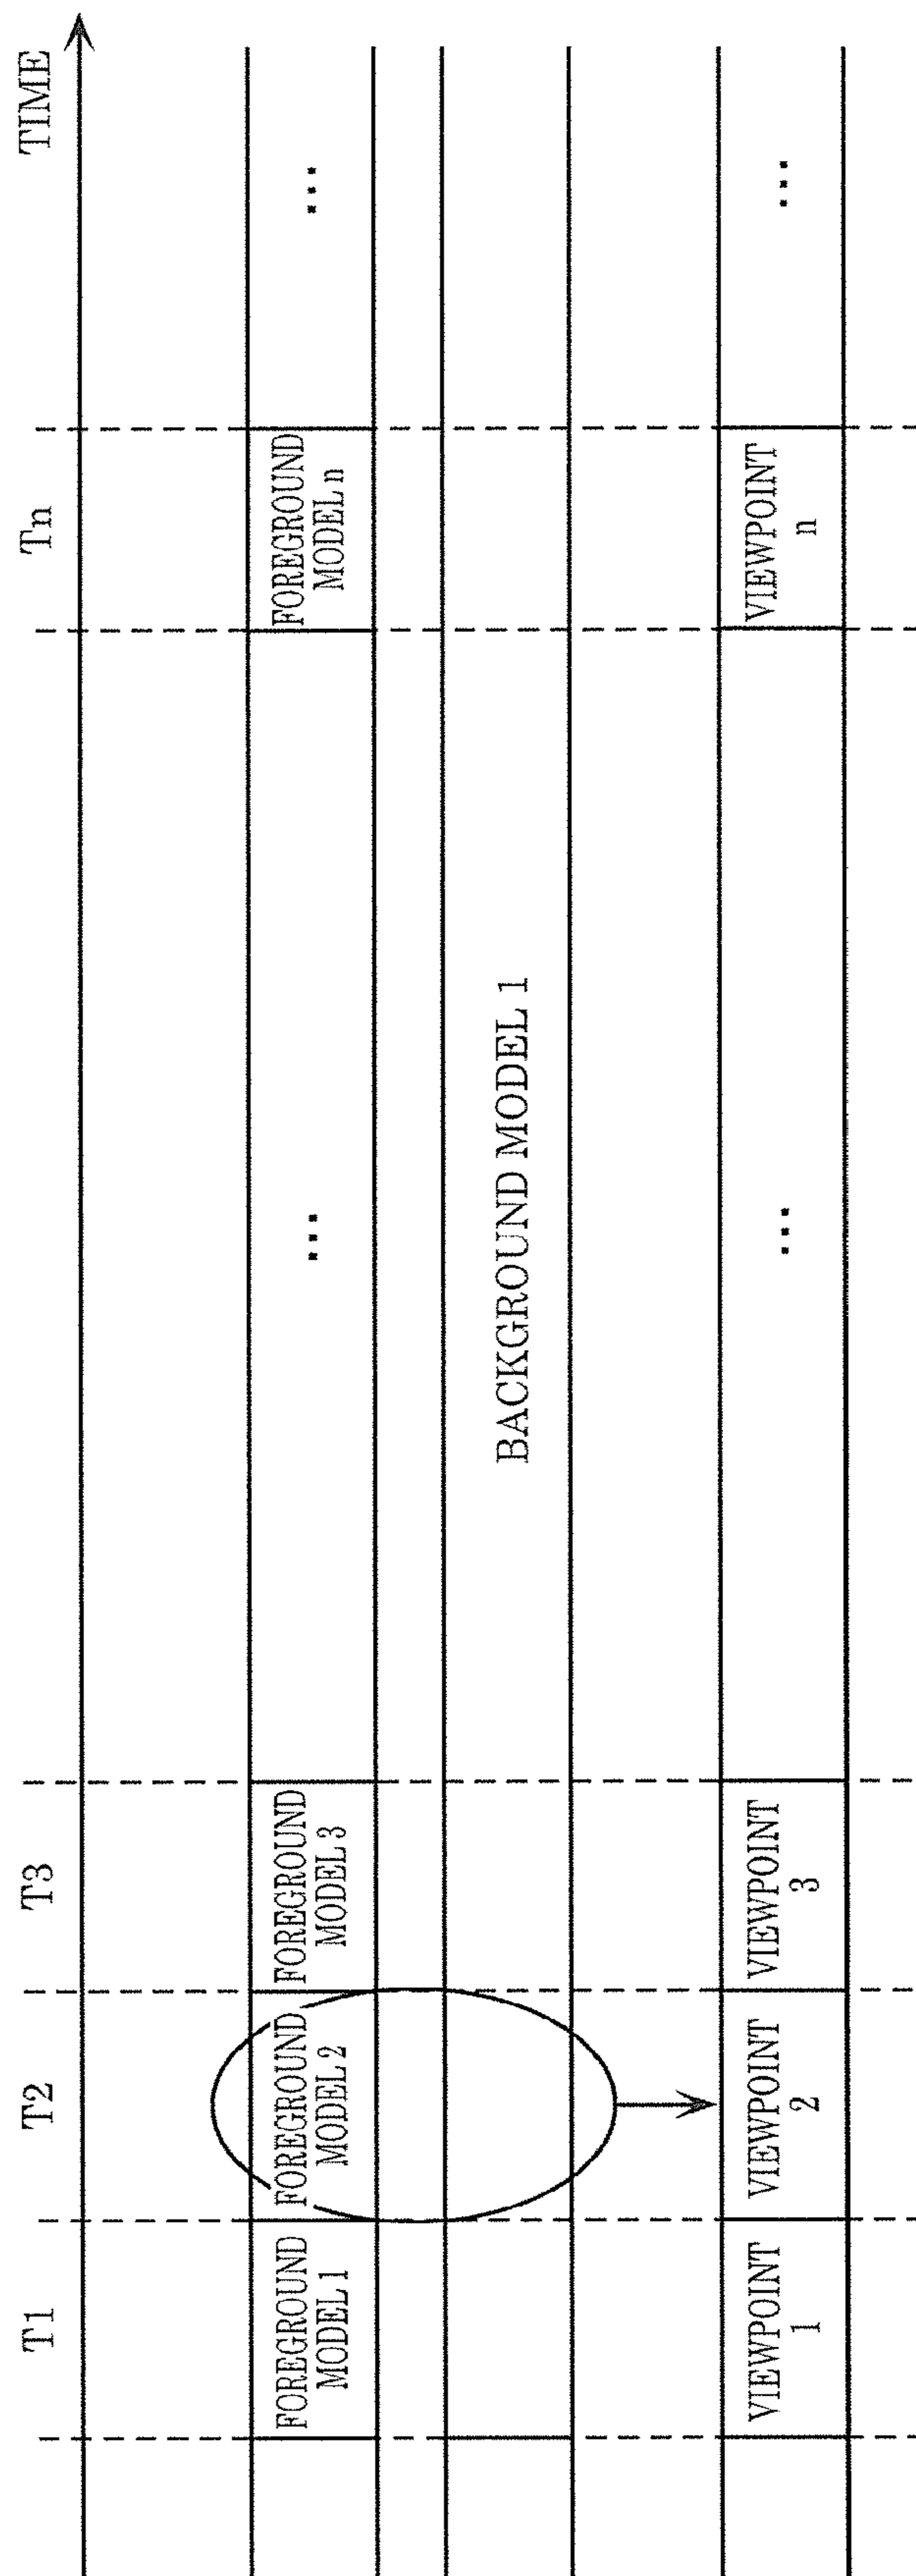 T1
T2
T3
Tn
TIME
FOREGROUND
MODEL 1
FOREGROUND
MODEL 2
FOREGROUND
MODEL 3
...
FOREGROUND
MODEL n
...
BACKGROUND MODEL 1
VIEWPOINT
1
VIEWPOINT
2
VIEWPOINT
3
...
VIEWPOINT
n
...